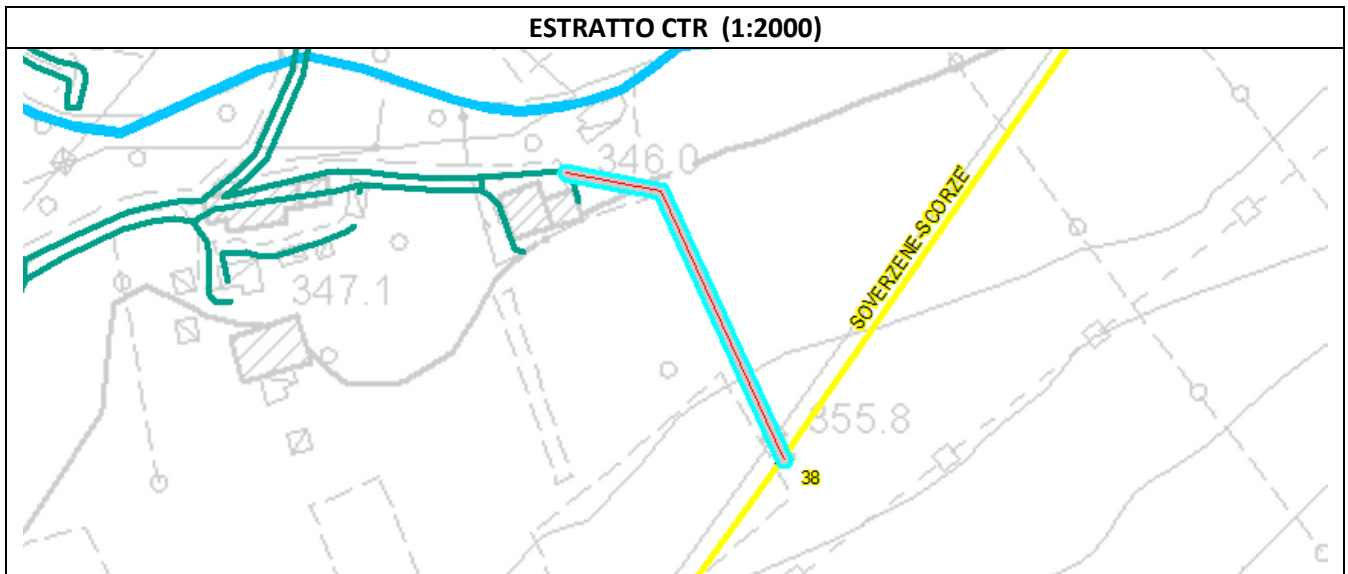 ESTRATTO CTR (1:2000)
346.0
SOVERZENE-SCORZE'
347.1
355.8
38